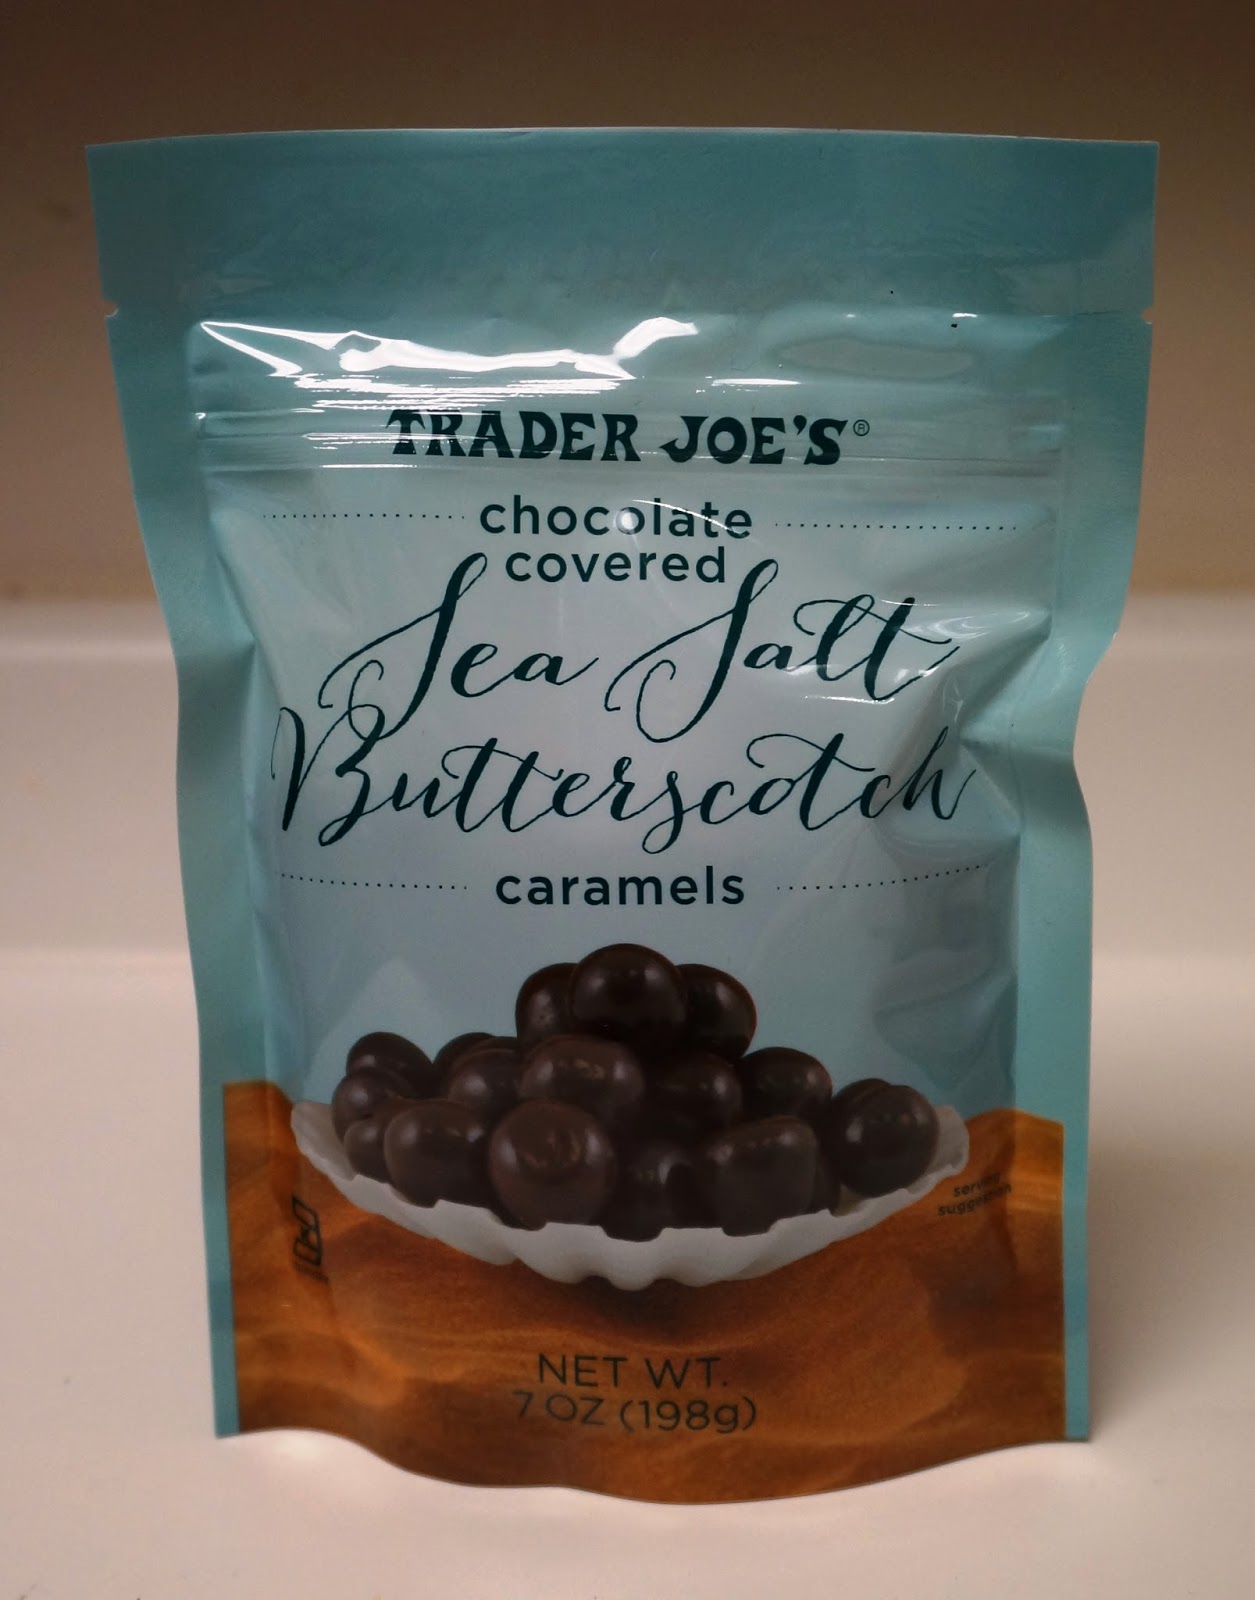 TRADER JOE'S®
chocolate
covered
Sea Salt
Butterscotch
caramels
serving
suggestion
NET WT.
7 OZ (198g)